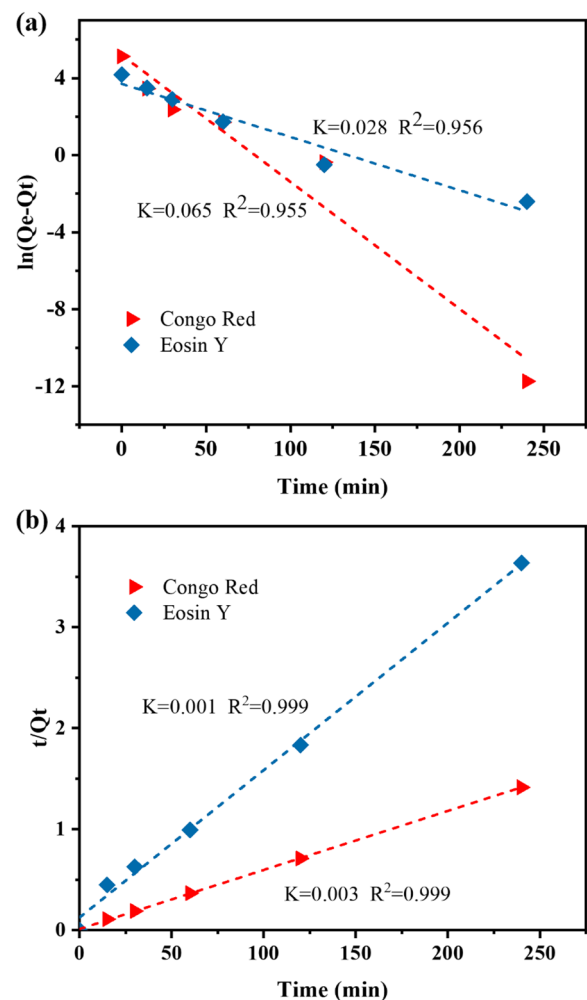 (a)
4
0
-4
-8
-12
ln(Qe-Qt)
K=0.028 R²=0.956
K=0.065 R²=0.955
Congo Red
Eosin Y
0 50 100 150 200 250
Time (min)
(b)
4
3
2
1
0
t/Qt
Congo Red
Eosin Y
K=0.001 R²=0.999
K=0.003 R²=0.999
0 50 100 150 200 250
Time (min)